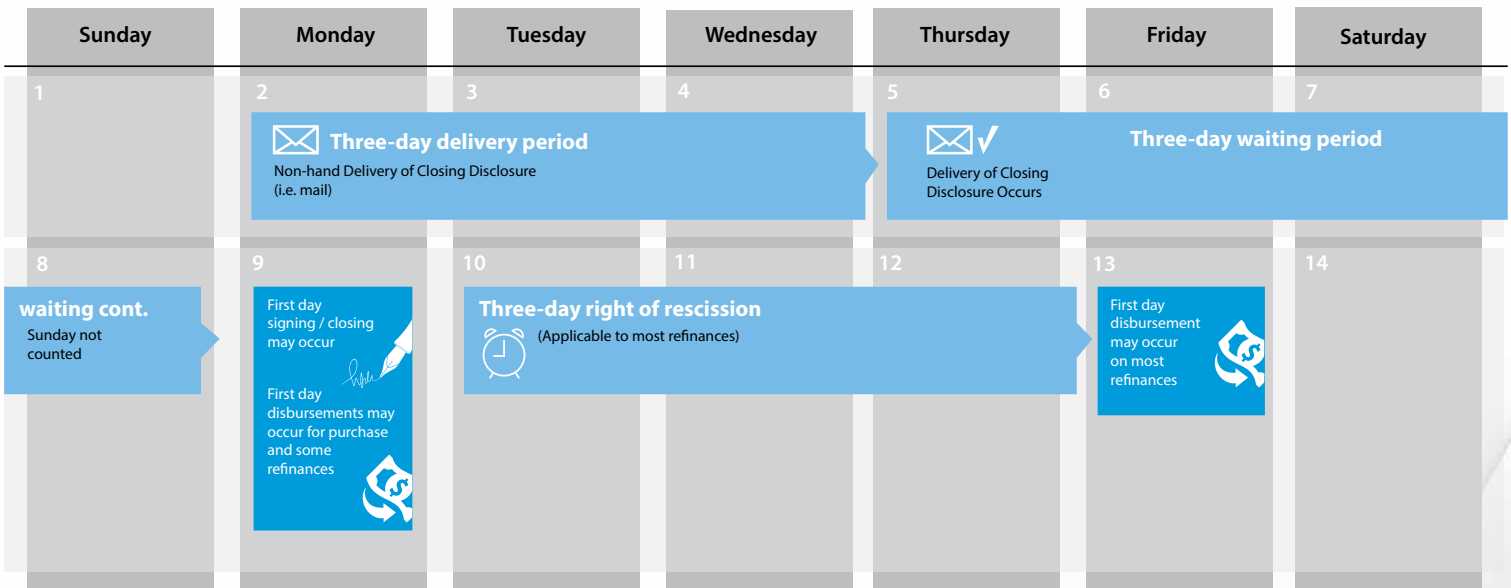 Sunday Monday Tuesday Wednesday Thursday Friday Saturday
1 2 3 4 5 6 7
Three-day delivery period
Non-hand Delivery of Closing Disclosure
(i.e. mail)
Three-day waiting period
Delivery of Closing
Disclosure Occurs
8 9 10 11 12 13 14
waiting cont.
Sunday not
counted
First day
signing / closing
may occur
First day
disbursements may
occur for purchase
and some
refinances
Three-day right of rescission
(Applicable to most refinances)
First day
disbursement
may occur
on most
refinances